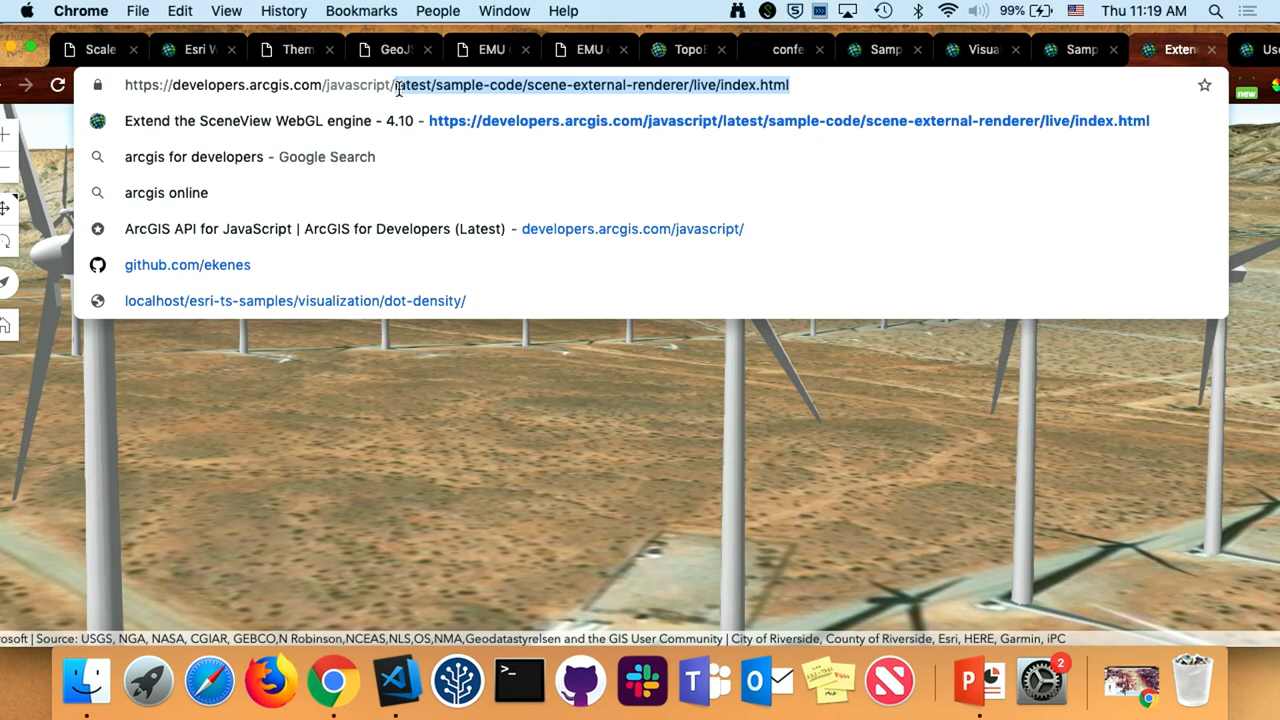 Chrome File Edit View History Bookmarks People Window Help 99% Thu 11:19 AM
Scale Esri W Them GeoJ EMU EMU TopoB confe Samp Visua Samp Exten Us
https://developers.arcgis.com/javascript/latest/sample-code/scene-external-renderer/live/index.html
new
Extend the SceneView WebGL engine - 4.10 - https://developers.arcgis.com/javascript/latest/sample-code/scene-external-renderer/live/index.html
arcgis for developers - Google Search
arcgis online
ArcGIS API for JavaScript | ArcGIS for Developers (Latest) - developers.arcgis.com/javascript/
github.com/ekenes
localhost/esri-ts-samples/visualization/dot-density/
rosoft | Source: USGS, NGA, NASA, CGIAR, GEBCO,N Robinson,NCEAS,NLS,OS,NMA,Geodatastyrelsen and the GIS User Community | City of Riverside, County of Riverside, Esri, HERE, Garmin, iPC
2